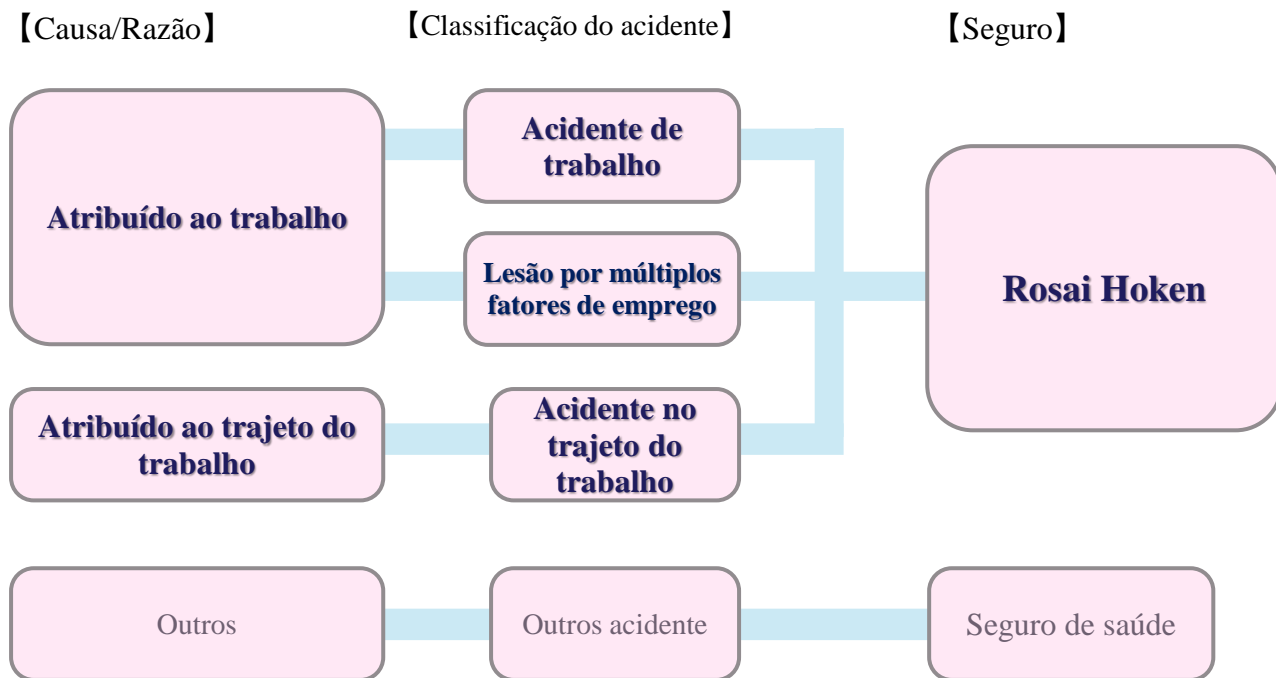 【Causa/Razão】
【Classificação do acidente】
【Seguro】
Atribuído ao trabalho
Acidente de
trabalho
Lesão por múltiplos
fatores de emprego
Rosai Hoken
Atribuído ao trajeto do
trabalho
Acidente no
trajeto do
trabalho
Outros
Outros acidente
Seguro de saúde